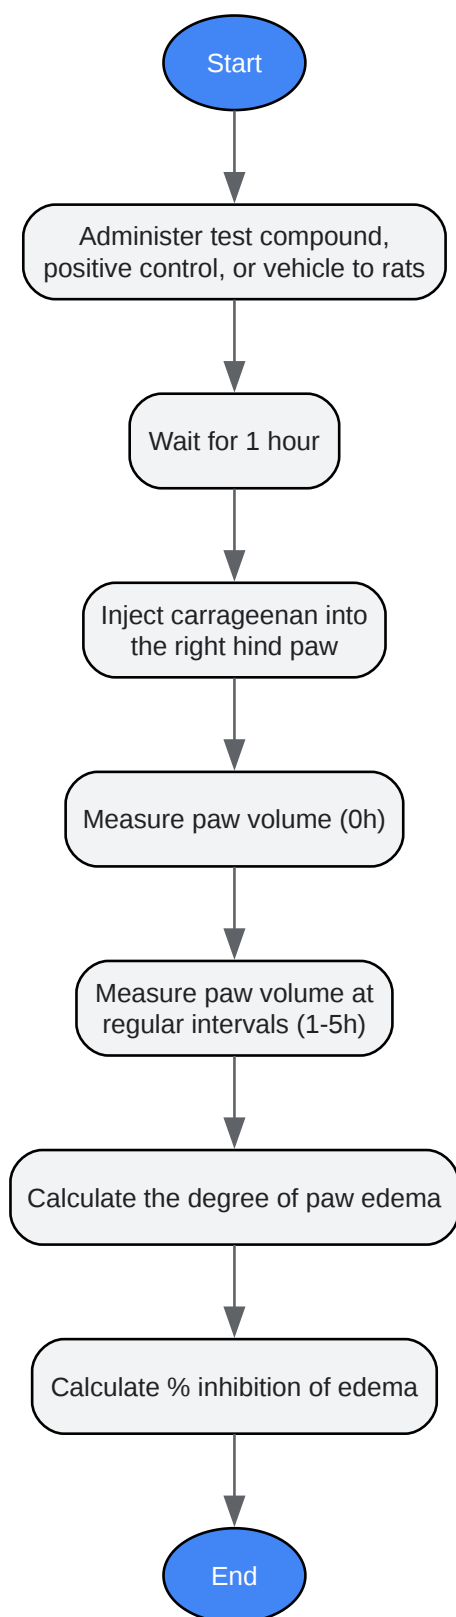 Start
Administer test compound,
positive control, or vehicle to rats
Wait for 1 hour
Inject carrageenan into
the right hind paw
Measure paw volume (0h)
Measure paw volume at
regular intervals (1-5h)
Calculate the degree of paw edema
Calculate % inhibition of edema
End